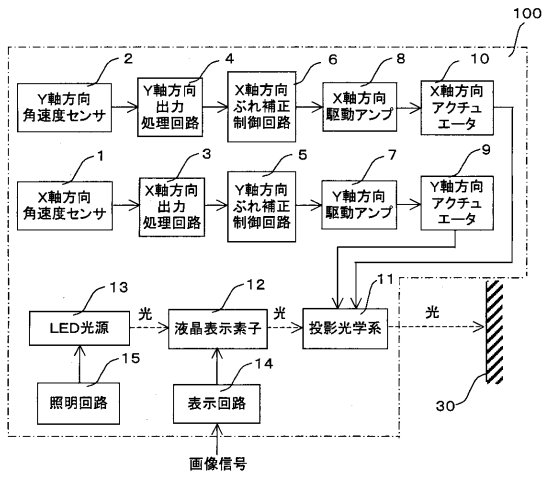 100
2
4
6
8
10
Y軸方向
角速度センサ
Y軸方向
出力
処理回路
X軸方向
ぶれ補正
制御回路
X軸方向
駆動アンプ
X軸方向
アクチュ
エータ
1
3
5
7
9
X軸方向
角速度センサ
X軸方向
出力
処理回路
Y軸方向
ぶれ補正
制御回路
Y軸方向
駆動アンプ
Y軸方向
アクチュ
エータ
13
12
11
LED光源
光
液晶表示素子
光
投影光学系
光
15
14
30
照明回路
表示回路
画像信号